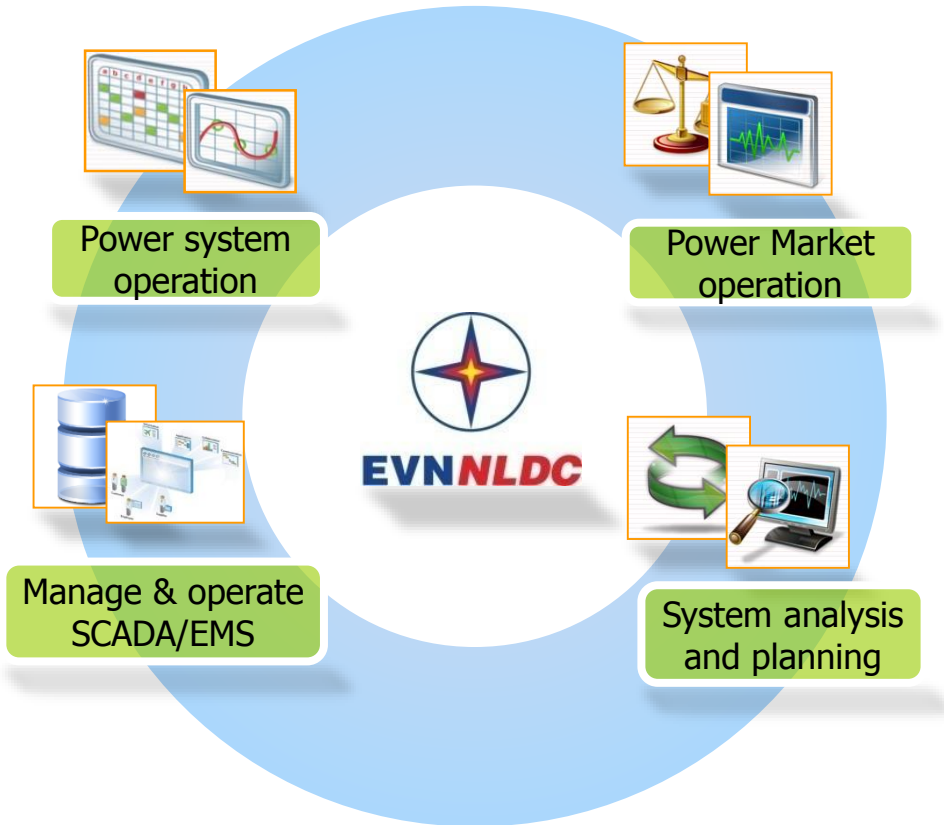 a b c d e f g h
Power system
operation
Power Market
operation
EVNNLDC
Manage & operate
SCADA/EMS
System analysis
and planning